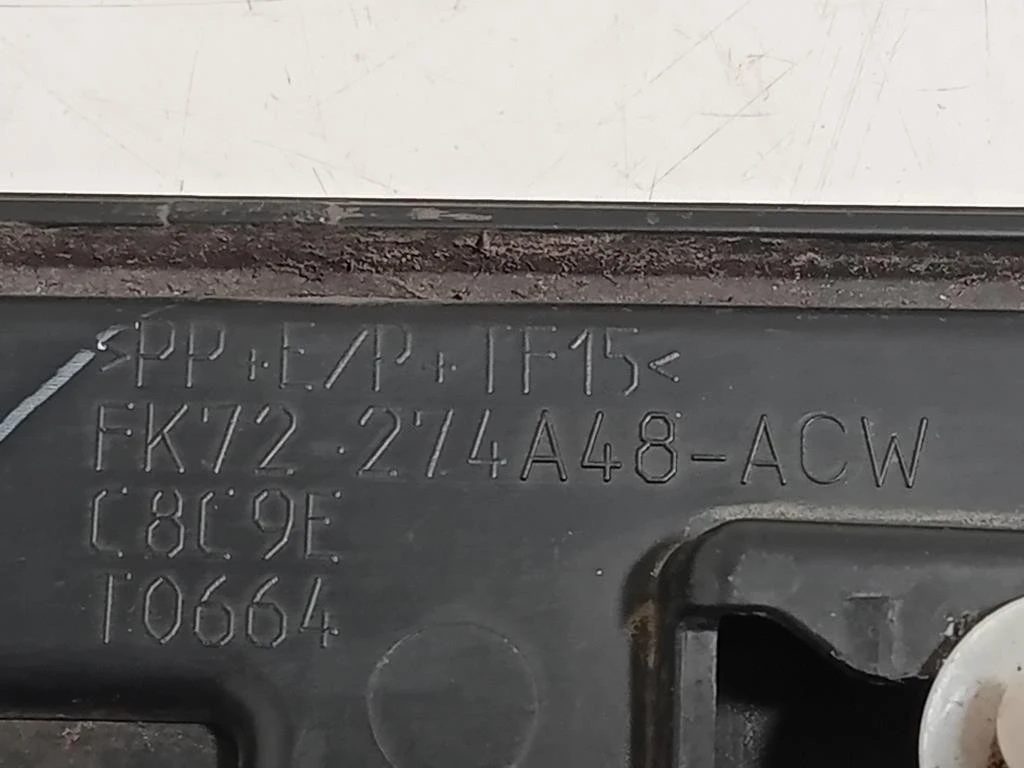 >PP+E/P+TF15<
FK72-274A48-ACW
C8C9E
T0664